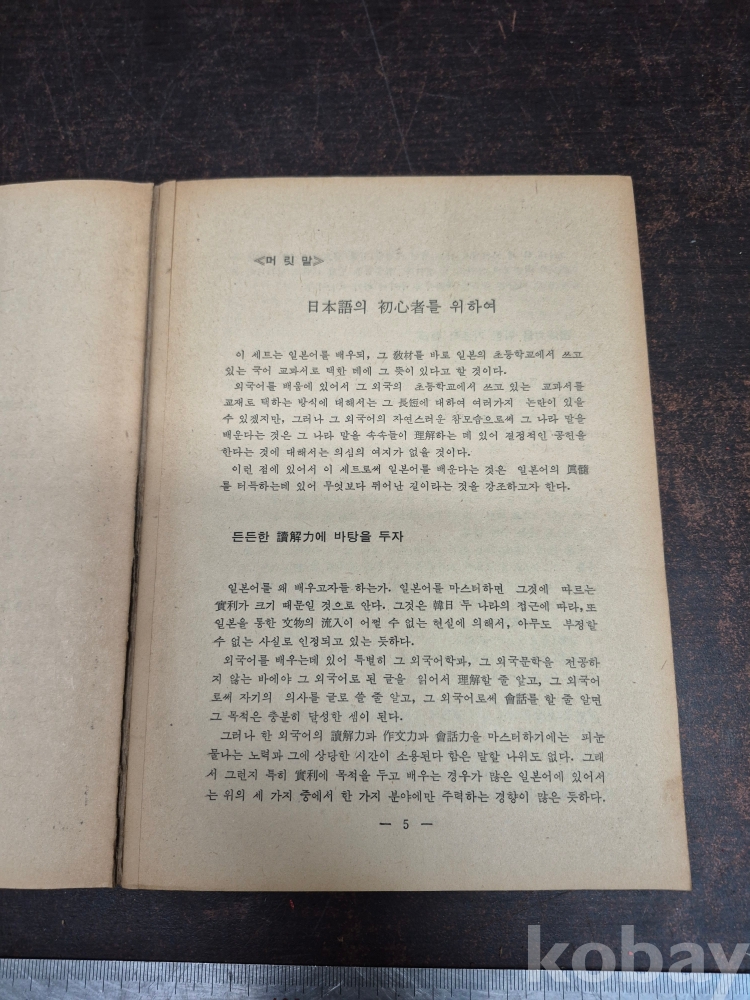 ≪머릿말≫
日本語의 初心者를 위하여
이 세트는 일본어를 배우되, 그 敎材를 바로 일본의 초등학교에서 쓰고
있는 국어 교과서로 택한 데에 그 뜻이 있다고 할 것이다.
외국어를 배움에 있어서 그 외국의 초등학교에서 쓰고 있는 교과서를
교재로 택하는 방식에 대해서는 그 長短에 대하여 여러가지 논란이 있을
수 있겠지만, 그러나 그 외국어의 자연스러운 참모습으로써 그 나라 말을
배운다는 것은 그 나라 말을 속속들이 理解하는 데 있어 결정적인 공헌을
한다는 것에 대해서는 의심의 여지가 없을 것이다.
이런 점에 있어서 이 세트로써 일본어를 배운다는 것은 일본어의 眞髓
를 터득하는데 있어 무엇보다 뛰어난 길이라는 것을 강조하고자 한다.
든든한 讀解力에 바탕을 두자
일본어를 왜 배우고자들 하는가. 일본어를 마스터하면 그것에 따르는
實利가 크기 때문일 것으로 안다. 그것은 韓日 두 나라의 접근에 따라, 또
일본을 통한 文物의 流入이 어쩔 수 없는 현실에 의해서, 아무도 부정할
수 없는 사실로 인정되고 있는 듯하다.
외국어를 배우는데 있어 특별히 그 외국어학과, 그 외국문학을 전공하
지 않는 바에야 그 외국어로 된 글을 읽어서 理解할 줄 알고, 그 외국어
로써 자기의 의사를 글로 쓸 줄 알고, 그 외국어로써 會話를 할 줄 알면
그 목적은 충분히 달성한 셈이 된다.
그러나 한 외국어의 讀解力과 作文力과 會話力을 마스터하기에는 피눈
물나는 노력과 그에 상당한 시간이 소용된다 함은 말할 나위도 없다. 그래
서 그런지 특히 實利에 목적을 두고 배우는 경우가 많은 일본어에 있어서
는 위의 세 가지 중에서 한 가지 분야에만 주력하는 경향이 많은 듯하다.
— 5 —
kobay